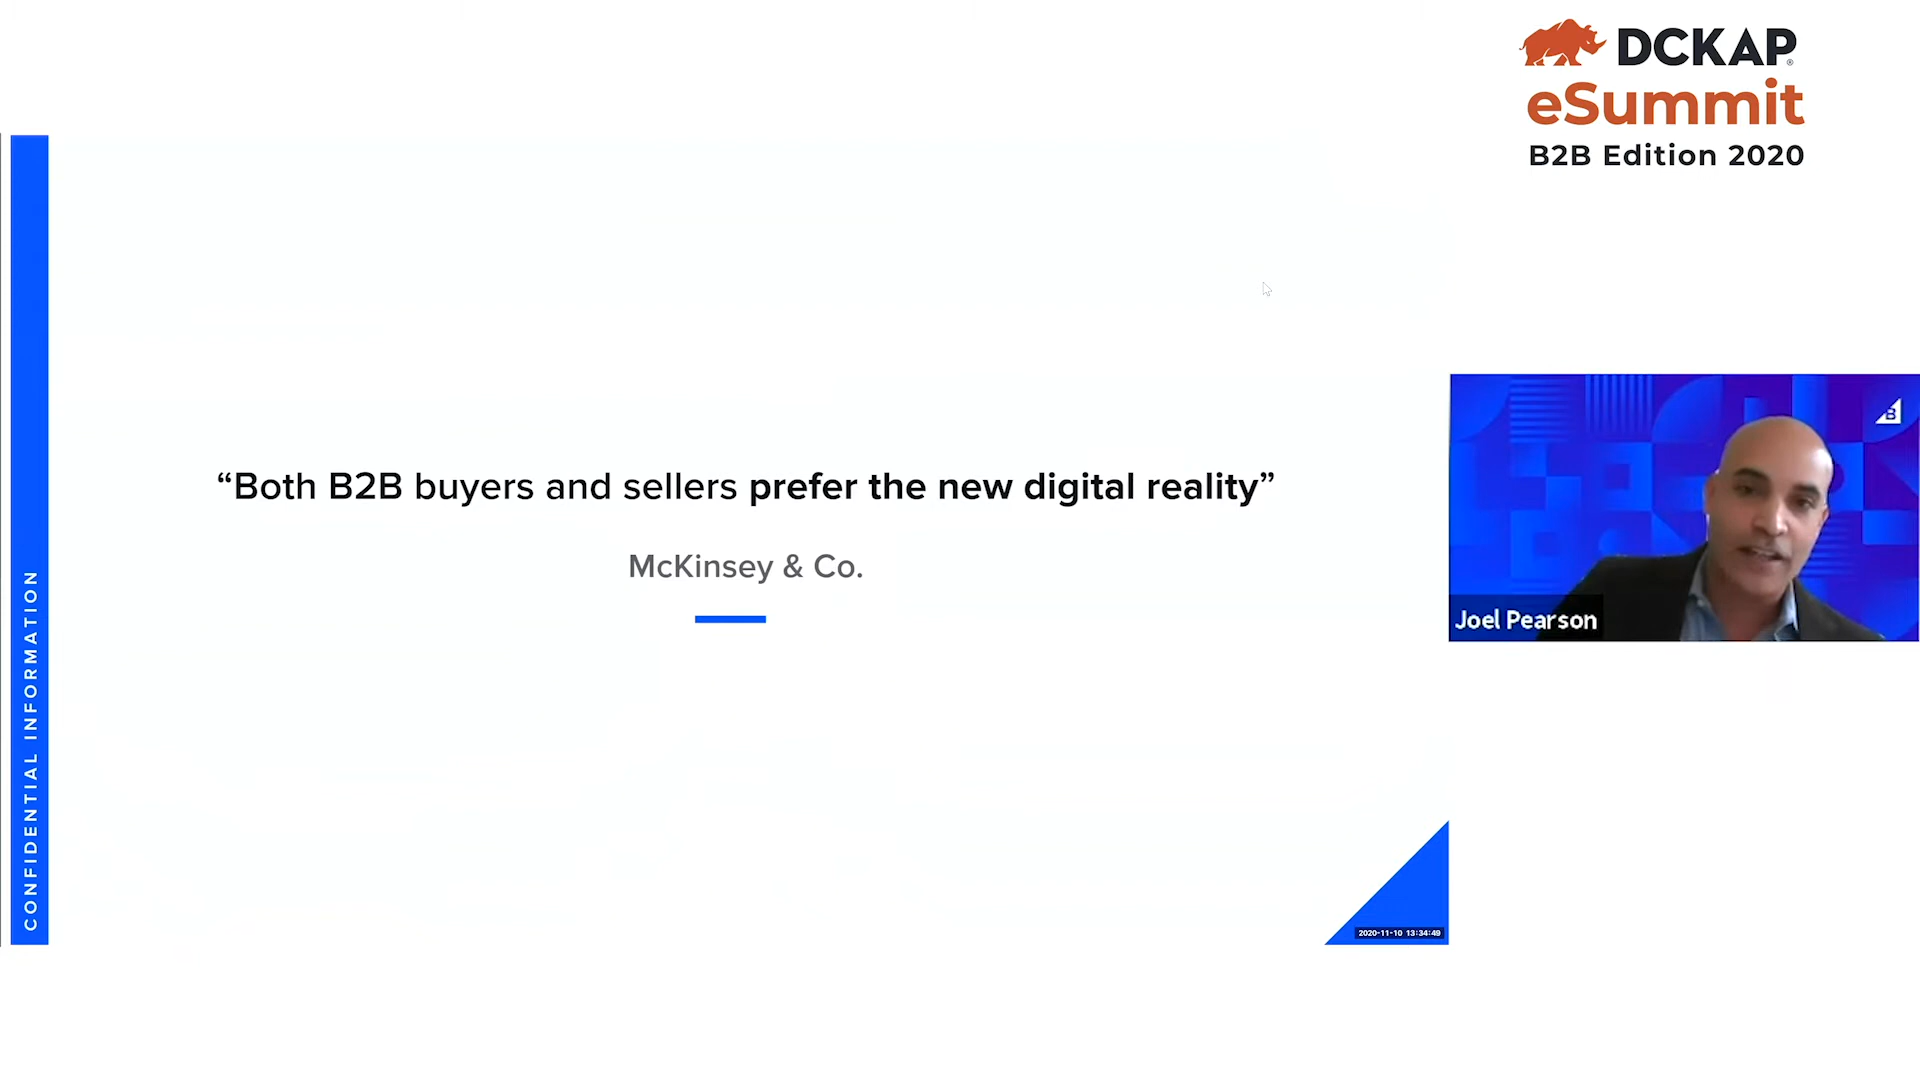 DCKAP®
eSummit
B2B Edition 2020
“Both B2B buyers and sellers prefer the new digital reality”
McKinsey & Co.
B
Joel Pearson
CONFIDENTIAL INFORMATION
2020-11-10 13:34:49